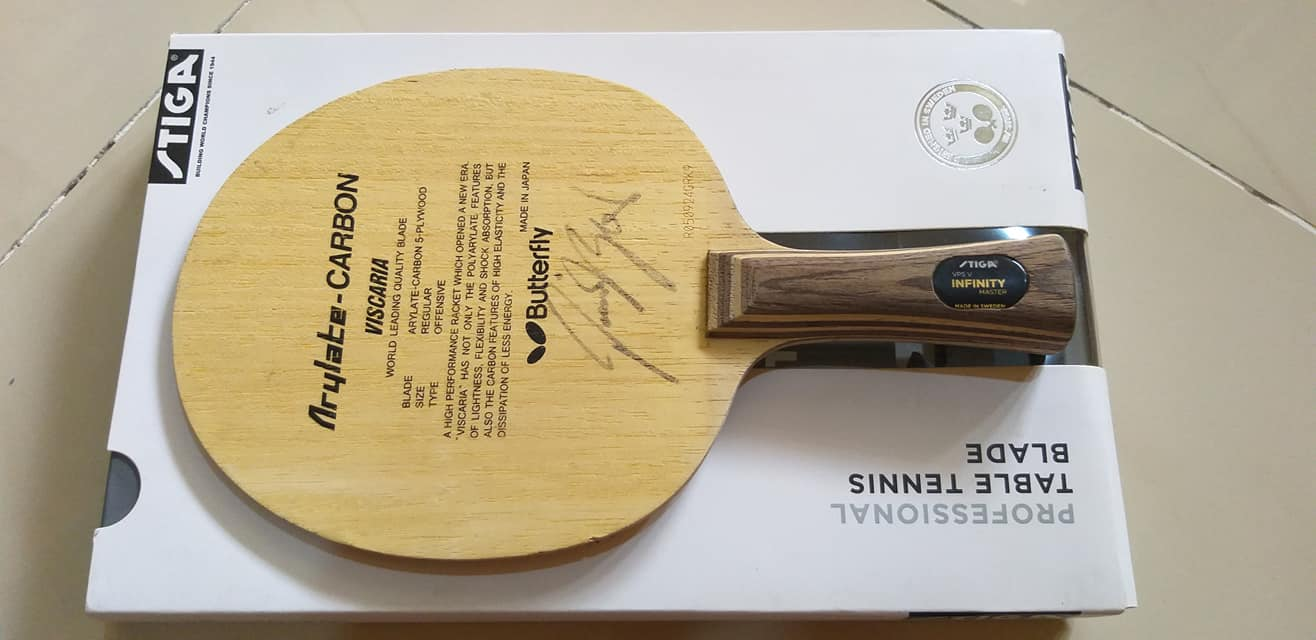 STIGA®
BUILDING WORLD CHAMPIONS SINCE 1944
Arylate-CARBON
VISCARIA
WORLD LEADING QUALITY BLADE
BLADE ARYLATE-CARBON 5-PLYWOOD
SIZE REGULAR
TYPE OFFENSIVE
A HIGH PERFORMANCE RACKET WHICH OPENED A NEW ERA.
"VISCARIA" HAS NOT ONLY THE POLYARYLATE FEATURES
OF LIGHTNESS, FLEXIBILITY AND SHOCK ABSORPTION, BUT
ALSO THE CARBON FEATURES OF HIGH ELASTICITY AND THE
DISSIPATION OF LESS ENERGY.
Butterfly MADE IN JAPAN
STIGA®
VPS V
INFINITY
MASTER
MADE IN SWEDEN
PROFESSIONAL
TABLE TENNIS
BLADE